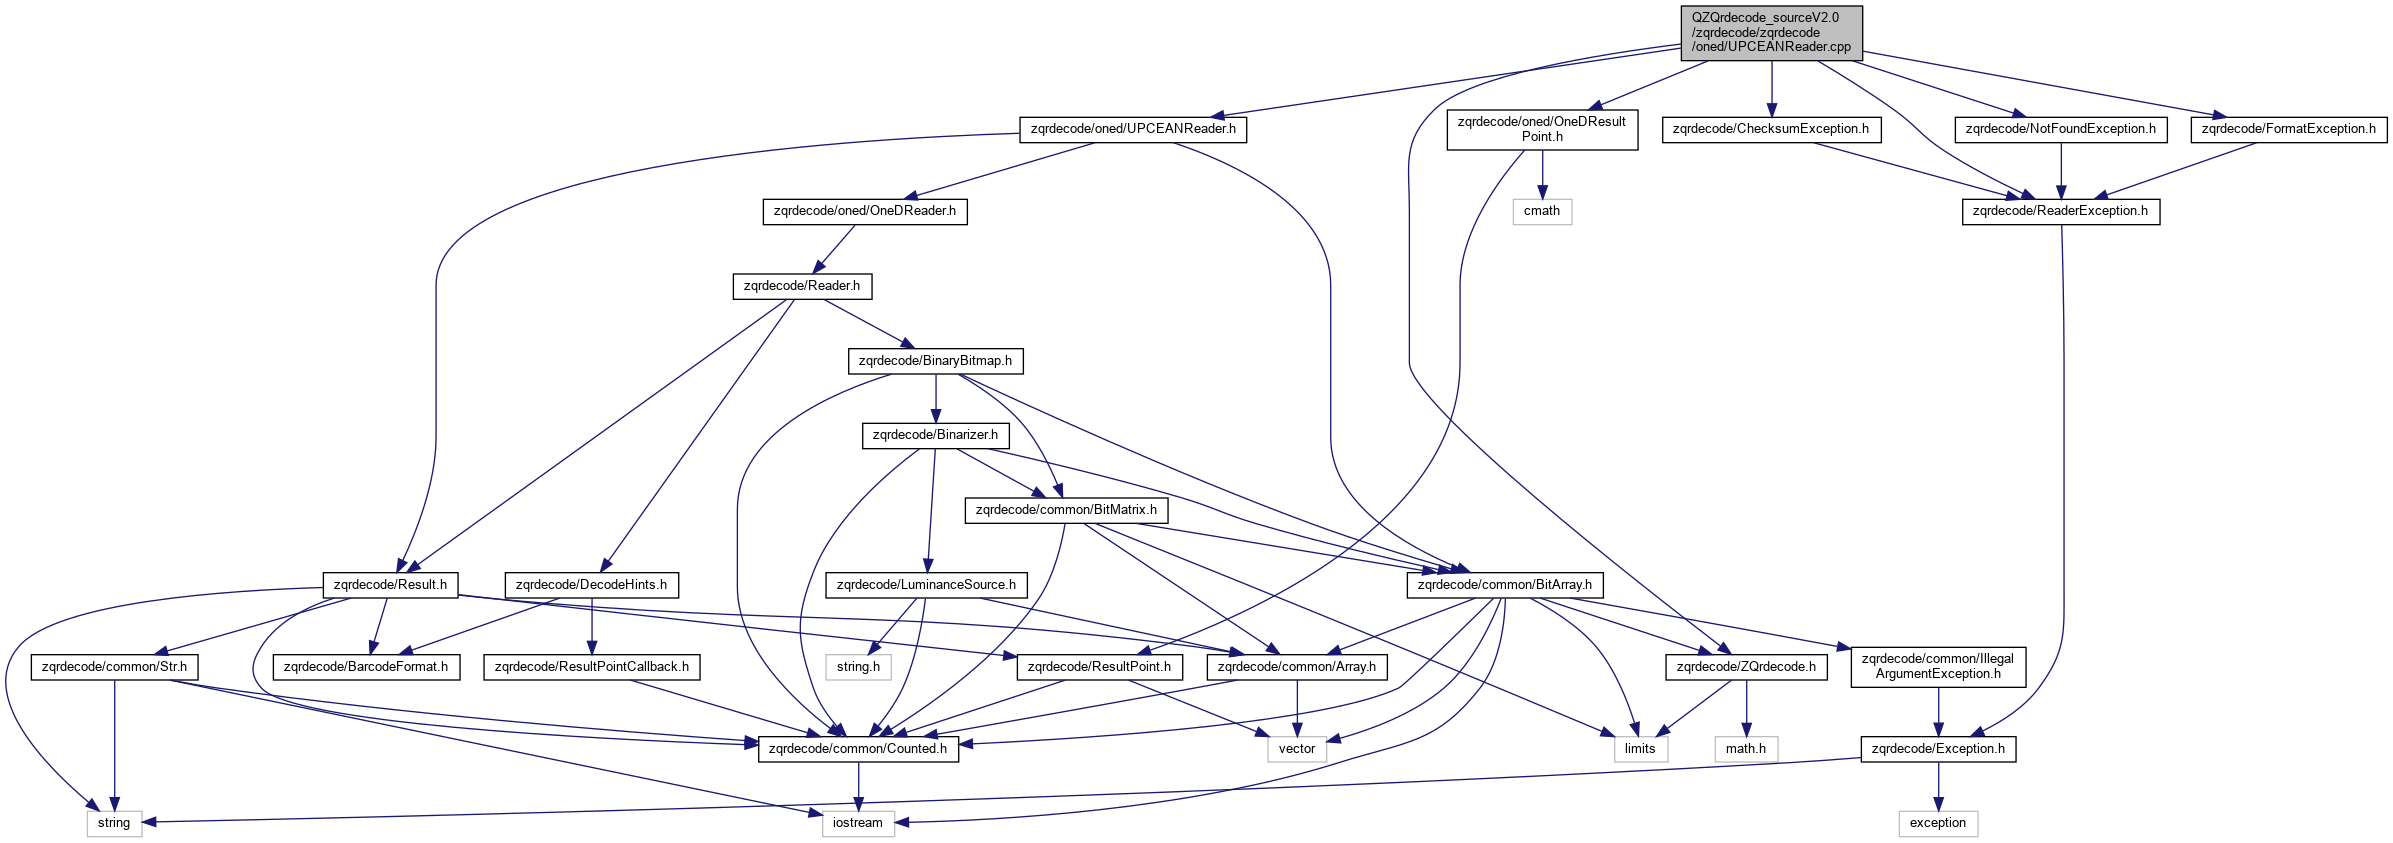 QZQrdecode_sourceV2.0
/zqrdecode/zqrdecode
/oned/UPCEANReader.cpp
zqrdecode/oned/UPCEANReader.h
zqrdecode/oned/OneDResult
Point.h
zqrdecode/ChecksumException.h
zqrdecode/NotFoundException.h
zqrdecode/FormatException.h
zqrdecode/oned/OneDReader.h
cmath
zqrdecode/ReaderException.h
zqrdecode/Reader.h
zqrdecode/BinaryBitmap.h
zqrdecode/Binarizer.h
zqrdecode/common/BitMatrix.h
zqrdecode/Result.h
zqrdecode/DecodeHints.h
zqrdecode/LuminanceSource.h
zqrdecode/common/BitArray.h
zqrdecode/common/Str.h
zqrdecode/BarcodeFormat.h
zqrdecode/ResultPointCallback.h
string.h
zqrdecode/ResultPoint.h
zqrdecode/common/Array.h
zqrdecode/ZQrdecode.h
zqrdecode/common/Illegal
ArgumentException.h
zqrdecode/common/Counted.h
vector
limits
math.h
zqrdecode/Exception.h
string
iostream
exception